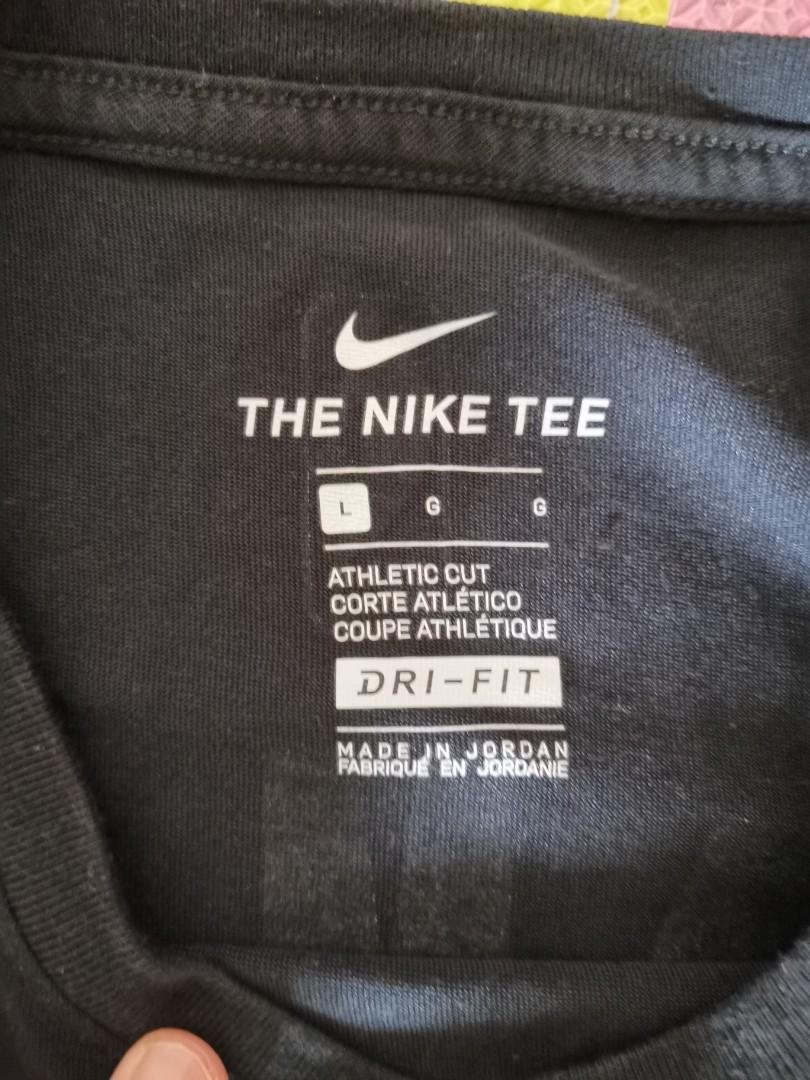 THE NIKE TEE
L G G
ATHLETIC CUT
CORTE ATLÉTICO
COUPE ATHLÉTIQUE
DRI-FIT
MADE IN JORDAN
FABRIQUÉ EN JORDANIE